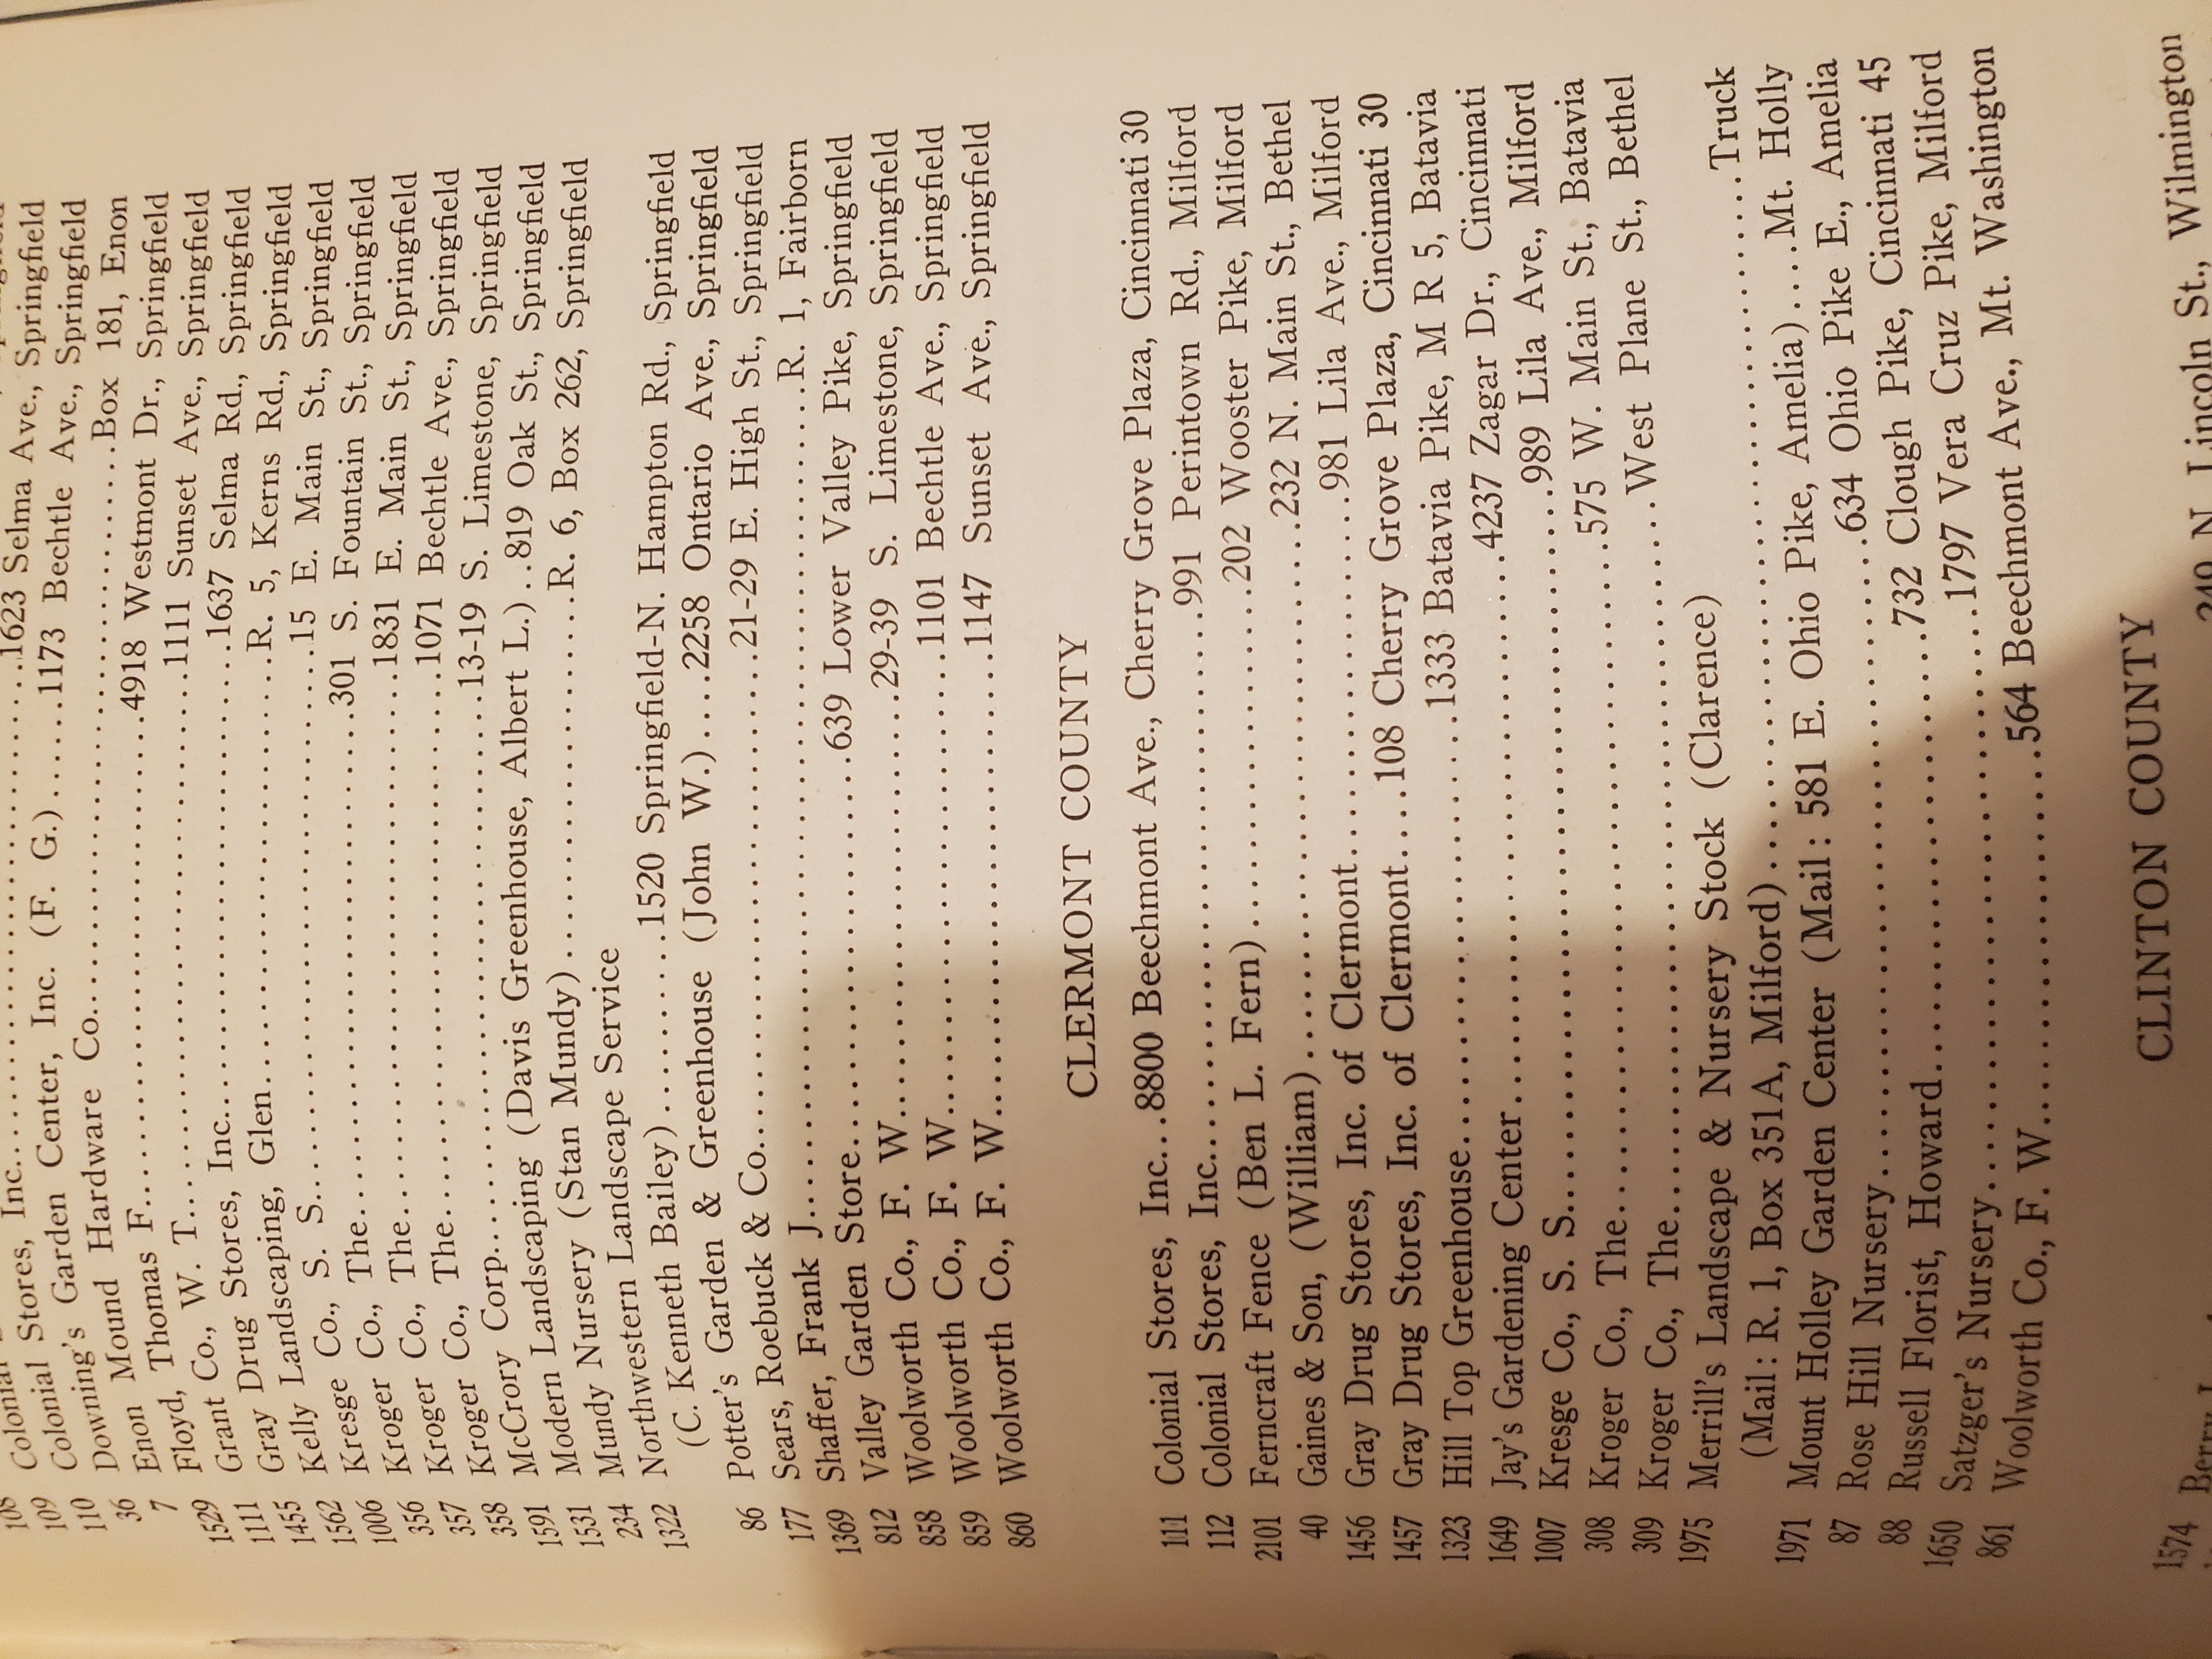 109 Colonial
110 Colonial Stores, Inc. 1623 Selma Ave., Springfield
36 Downing's Garden Center, Inc. (F. G.) 1173 Bechtle Ave., Springfield
7 Enon Mound Hardware Co. Box 181, Enon
1529 Floyd, Thomas F. 4918 Westmont Dr., Springfield
1111 Grant Co., W. T. 1111 Sunset Ave., Springfield
1455 Gray Drug Stores, Inc. 1637 Selma Rd., Springfield
1562 Kelly Landscaping, Glen R. 5, Kerns Rd., Springfield
1006 Kresge Co., S. S. 15 E. Main St., Springfield
356 Kroger Co., The 301 S. Fountain St., Springfield
357 Kroger Co., The 1831 E. Main St., Springfield
358 Kroger Co., The 1071 Bechtle Ave., Springfield
1591 McCrory Corp. 13-19 S. Limestone, Springfield
1531 Modern Landscaping (Davis Greenhouse, Albert L.) 819 Oak St., Springfield
234 Mundy Nursery (Stan Mundy) R. 6, Box 262, Springfield
1322 Northwestern Landscape Service
(C. Kenneth Bailey) 1520 Springfield-N. Hampton Rd., Springfield
86 Potter's Garden & Greenhouse (John W.) 2258 Ontario Ave., Springfield
177 Sears, Roebuck & Co. 21-29 E. High St., Springfield
1369 Shaffer, Frank J. R. 1, Fairborn
812 Valley Garden Store 639 Lower Valley Pike, Springfield
858 Woolworth Co., F. W. 29-39 S. Limestone, Springfield
859 Woolworth Co., F. W. 1101 Bechtle Ave., Springfield
860 Woolworth Co., F. W. 1147 Sunset Ave., Springfield
CLERMONT COUNTY
111 Colonial Stores, Inc. 8800 Beechmont Ave., Cherry Grove Plaza, Cincinnati 30
112 Colonial Stores, Inc. 991 Perintown Rd., Milford
2101 Ferncraft Fence (Ben L. Fern) 202 Wooster Pike, Milford
40 Gaines & Son, (William) 232 N. Main St., Bethel
1456 Gray Drug Stores, Inc. of Clermont 981 Lila Ave., Milford
1457 Gray Drug Stores, Inc. of Clermont 108 Cherry Grove Plaza, Cincinnati 30
1323 Hill Top Greenhouse 1333 Batavia Pike, M R 5, Batavia
1649 Jay's Gardening Center 4237 Zagar Dr., Cincinnati
1007 Kresge Co., S. S. 989 Lila Ave., Milford
308 Kroger Co., The 575 W. Main St., Batavia
309 Kroger Co., The West Plane St., Bethel
1975 Merrill's Landscape & Nursery Stock (Clarence)
(Mail: R. 1, Box 351A, Milford) Truck
1971 Mount Holley Garden Center (Mail: 581 E. Ohio Pike, Amelia) Mt. Holly
87 Rose Hill Nursery 634 Ohio Pike E., Amelia
88 Russell Florist, Howard 732 Clough Pike, Cincinnati 45
1650 Satzger's Nursery 1797 Vera Cruz Pike, Milford
861 Woolworth Co., F. W. 564 Beechmont Ave., Mt. Washington
CLINTON COUNTY
1574 Berry 249 N. Lincoln St., Wilmington